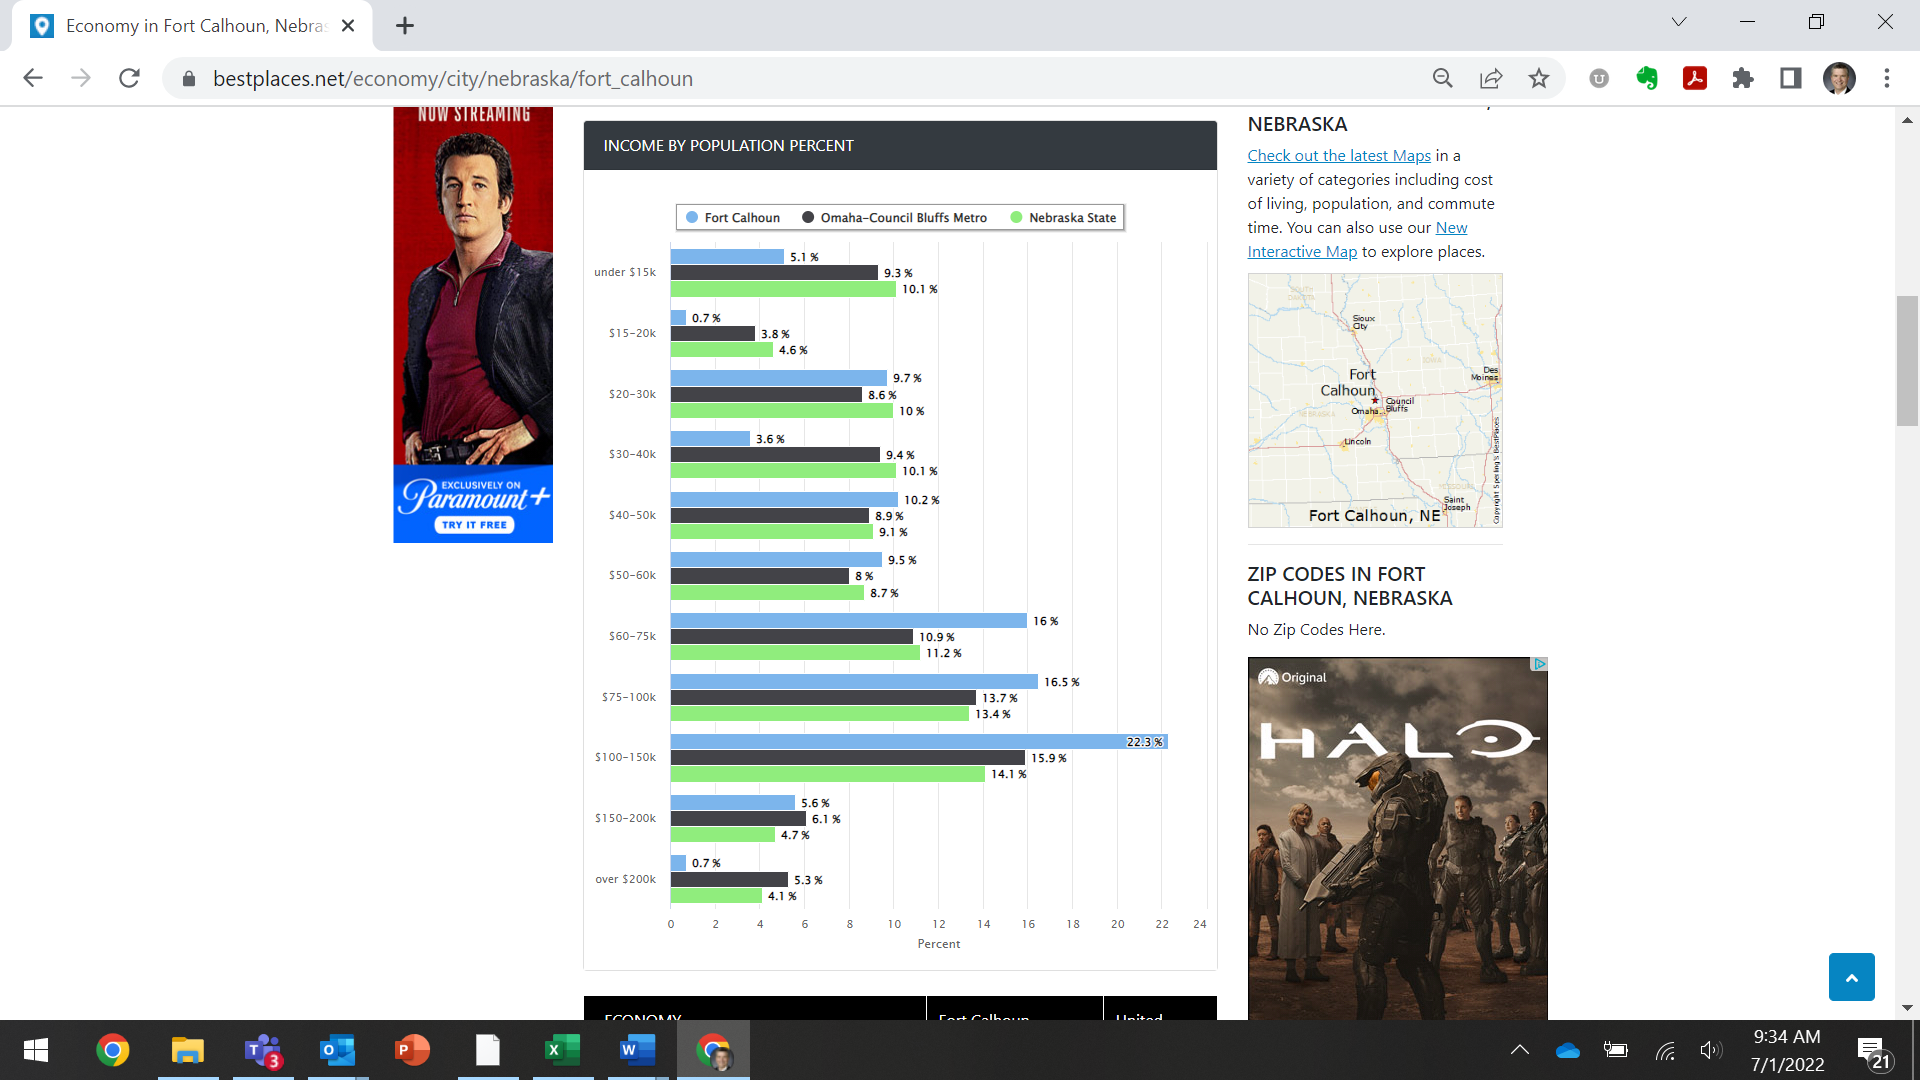 Economy in Fort Calhoun, Nebras
bestplaces.net/economy/city/nebraska/fort_calhoun
NOW STREAMING
EXCLUSIVELY ON
Paramount+
TRY IT FREE
INCOME BY POPULATION PERCENT
Fort Calhoun Omaha-Council Bluffs Metro Nebraska State
under $15k
5.1 %
9.3 %
10.1 %
$15-20k
0.7 %
3.8 %
4.6 %
$20-30k
9.7 %
8.6 %
10 %
$30-40k
3.6 %
9.4 %
10.1 %
$40-50k
10.2 %
8.9 %
9.1 %
$50-60k
9.5 %
8 %
8.7 %
$60-75k
16 %
10.9 %
11.2 %
$75-100k
16.5 %
13.7 %
13.4 %
$100-150k
22.3 %
15.9 %
14.1 %
$150-200k
5.6 %
6.1 %
4.7 %
over $200k
0.7 %
5.3 %
4.1 %
0 2 4 6 8 10 12 14 16 18 20 22 24
Percent
ECONOMY Fort Calhoun United
NEBRASKA
Check out the latest Maps in a
variety of categories including cost
of living, population, and commute
time. You can also use our New
Interactive Map to explore places.
SOUTH
DAKOTA
Sioux
City
IOWA
Des
Moines
Fort
Calhoun
Council
Bluffs
Omaha
NEBRASKA
Lincoln
MISSOURI
Saint
Joseph
Copyright Sperling's BestPlaces
Fort Calhoun, NE
ZIP CODES IN FORT
CALHOUN, NEBRASKA
No Zip Codes Here.
Original
HALO
3
9:34 AM
7/1/2022
21